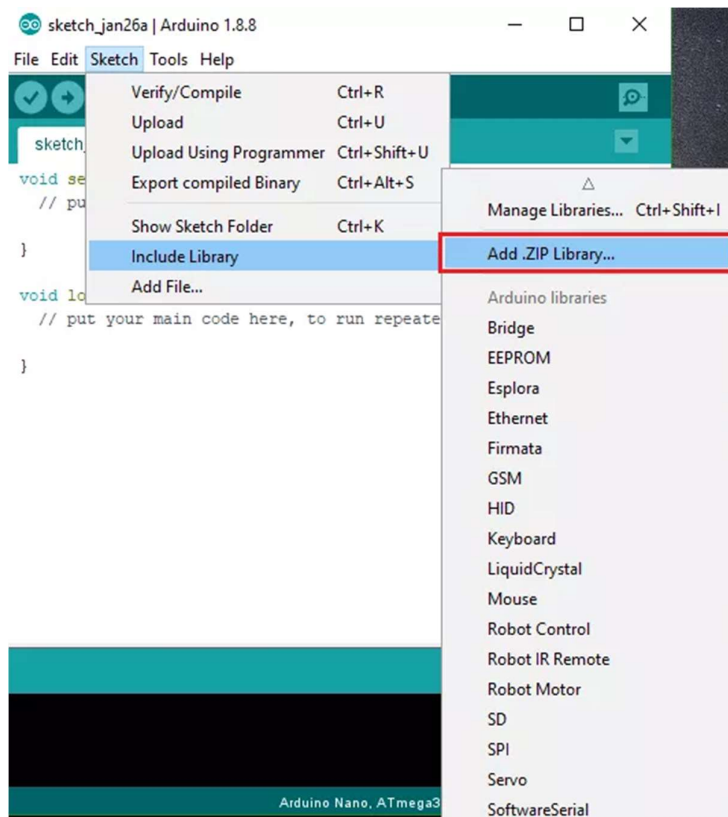 sketch_jan26a | Arduino 1.8.8
File Edit Sketch Tools Help
Verify/Compile Ctrl+R
Upload Ctrl+U
Upload Using Programmer Ctrl+Shift+U
Export compiled Binary Ctrl+Alt+S
Show Sketch Folder Ctrl+K
Include Library
Add File...
sketch_
void se
// pu
}
void lo
// put your main code here, to run repeate
}
Manage Libraries... Ctrl+Shift+I
Add .ZIP Library...
Arduino libraries
Bridge
EEPROM
Esplora
Ethernet
Firmata
GSM
HID
Keyboard
LiquidCrystal
Mouse
Robot Control
Robot IR Remote
Robot Motor
SD
SPI
Servo
SoftwareSerial
Arduino Nano, ATmega3